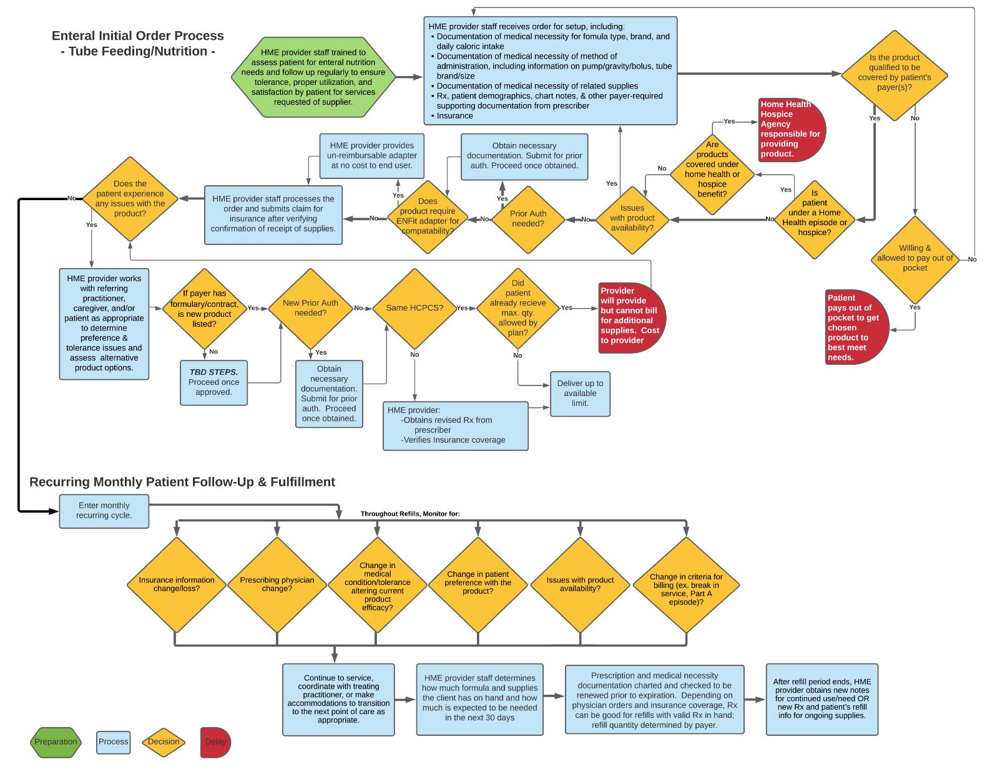 Enteral Initial Order Process
- Tube Feeding/Nutrition -
HME provider staff trained to
assess patient for enteral nutrition
needs and follow up regularly to ensure
tolerance, proper utilization, and
satisfaction by patient for services
requested of supplier.
HME provider staff receives order for setup, including:
• Documentation of medical necessity for fomula type, brand, and
daily caloric intake
• Documentation of medical necessity of method of
administration, including information on pump/gravity/bolus, tube
brand/size
• Documentation of medical necessity of related supplies
• Rx, patient demographics, chart notes, & other payer-required
supporting documentation from prescriber
• Insurance
Is the product
qualified to be
covered by patient's
payer(s)?
Yes
No
Home Health
Hospice
Agency
responsible for
providing
product.
Yes
Are
products
covered under
home health or
hospice
benefit?
No
Yes
Is
patient
under a Home
Health episode or
hospice?
No
Willing &
allowed to pay out of
pocket
No
Yes
Patient
pays out of
pocket to get
chosen
product to
best meet
needs.
Issues
with product
availability?
Yes
No
Prior Auth
needed?
Yes
No
Obtain necessary
documentation. Submit for prior
auth. Proceed once obtained.
Does
product require
ENFit adapter for
compatability?
Yes
No
HME provider provides
un-reimbursable adapter
at no cost to end user.
HME provider staff processes the
order and submits claim for
insurance after verifying
confirmation of receipt of supplies.
Does the
patient experience
any issues with the
product?
No
Yes
HME provider works
with referring
practitioner,
caregiver, and/or
patient as appropriate
to determine
preference &
tolerance issues and
assess alternative
product options.
If payer has
formulary/contract,
is new product
listed?
Yes
No
TBD STEPS.
Proceed once
approved.
New Prior Auth
needed?
No
Yes
Obtain
necessary
documentation.
Submit for prior
auth. Proceed
once obtained.
Same HCPCS?
Yes
No
HME provider:
-Obtains revised Rx from
prescriber
-Verifies Insurance coverage
Did
patient
already recieve
max. qty.
allowed by
plan?
Yes
No
Provider
will provide
but cannot bill
for additional
supplies. Cost
to provider
Deliver up to
available
limit.
Recurring Monthly Patient Follow-Up & Fulfillment
Enter monthly
recurring cycle.
Throughout Refills, Monitor for:
Insurance information
change/loss?
Prescribing physician
change?
Change in
medical
condition/tolerance
altering current
product
efficacy?
Change in patient
preference with the
product?
Issues with product
availability?
Change in criteria for
billing (ex. break in
service, Part A
episode)?
Continue to service,
coordinate with treating
practitioner, or make
accommodations to transition
to the next point of care as
appropriate.
HME provider staff determines
how much formula and supplies
the client has on hand and how
much is expected to be needed
in the next 30 days
Prescription and medical necessity
documentation charted and checked to be
renewed prior to expiration. Depending on
physician orders and insurance coverage, Rx
can be good for refills with valid Rx in hand;
refill quantity determined by payer.
After refill period ends, HME
provider obtains new notes
for continued use/need OR
new Rx and patient's refill
info for ongoing supplies.
Preparation
Process
Decision
Delay